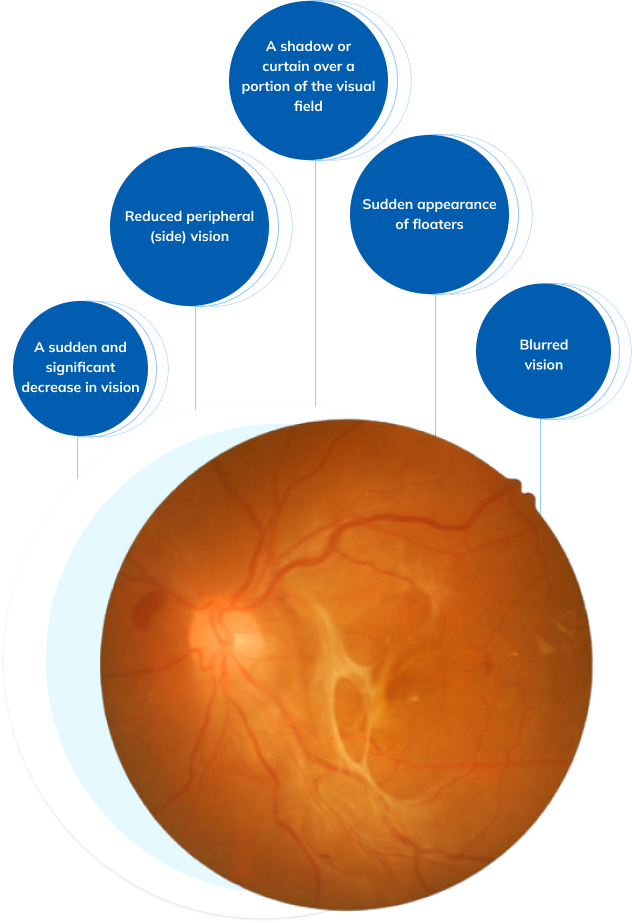 A shadow or
curtain over a
portion of the visual
field
Reduced peripheral
(side) vision
Sudden appearance
of floaters
A sudden and
significant
decrease in vision
Blurred
vision